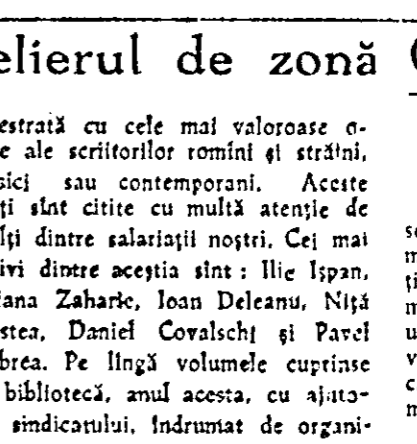 elierul de zonă
estrată cu cele mai valoroase o-
e ale scriitorilor romîni și străini,
sici sau contemporani. Aceste
ți sînt citite cu multă atenție de
lți dintre salariații noștri. Cei mai
ivi dintre aceștia sînt: Ilie Ișpan,
iana Zaharie, Ioan Deleanu, Niță
stea, Daniel Covalschi și Pavel
brea. Pe lîngă volumele cuprinse
bibliotecă, anul acesta, cu ajuto-
sindicatului, îndrumat de organi-